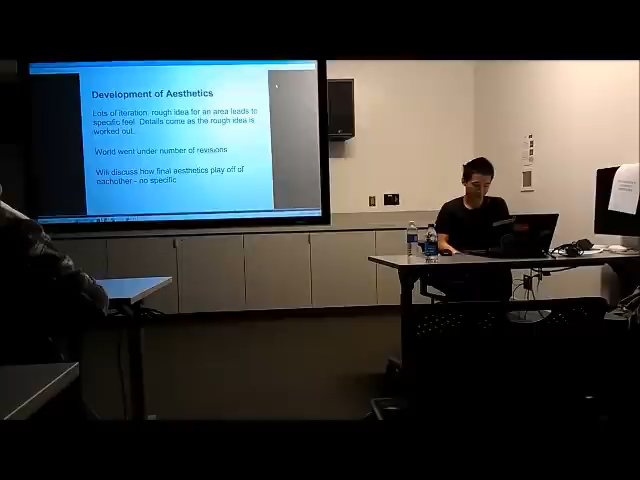 Development of Aesthetics
Lots of iteration, rough idea for an area leads to
specific feel. Details come as the rough idea is
worked out.
World went under number of revisions
Will discuss how final aesthetics play off of
eachother - no specific